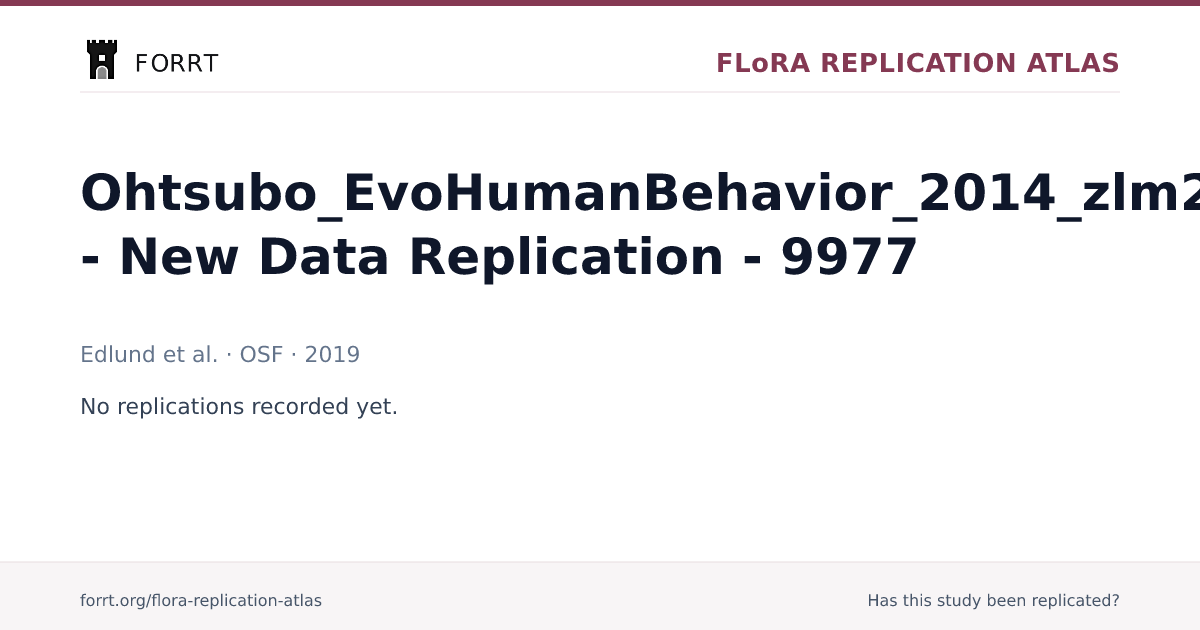 FORRT
FLoRA REPLICATION ATLAS
Ohtsubo_EvoHumanBehavior_2014_zlm2
- New Data Replication - 9977
Edlund et al. · OSF · 2019
No replications recorded yet.
forrt.org/flora-replication-atlas
Has this study been replicated?